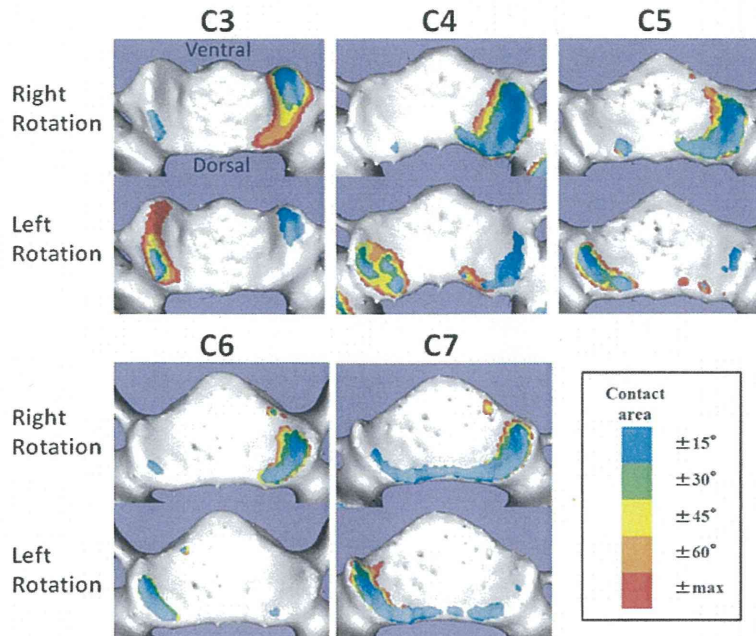 C3 C4 C5
Right
Rotation
Ventral
Dorsal
Left
Rotation
C6 C7
Right
Rotation
Left
Rotation
Contact
area
±15°
±30°
±45°
±60°
±max